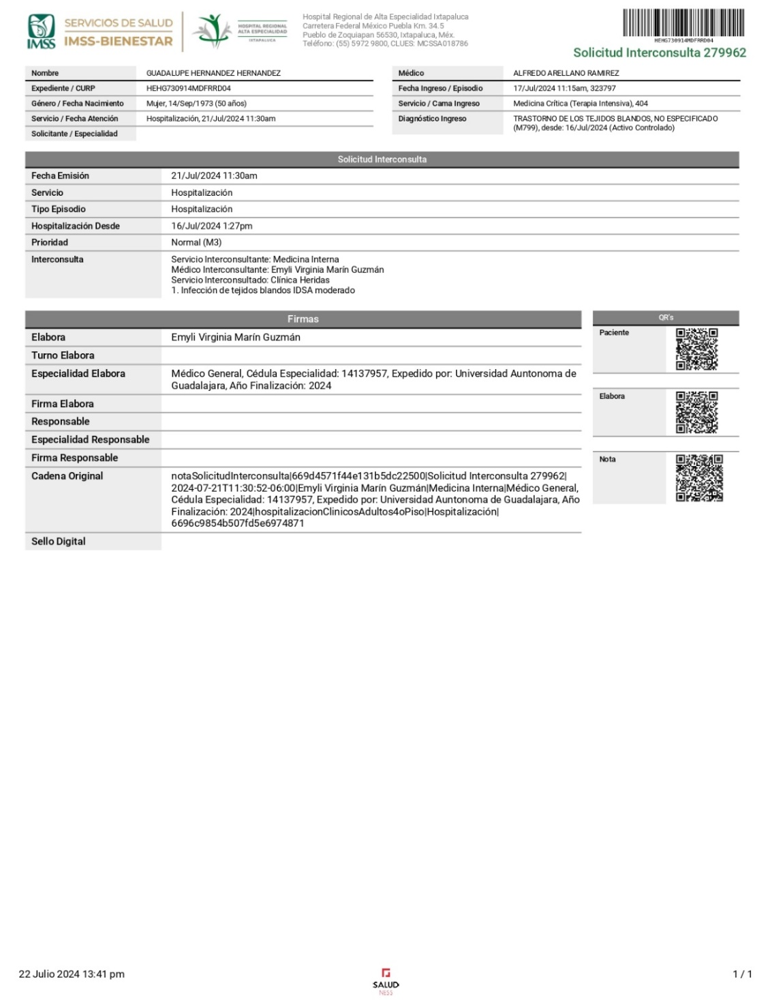 IMSS
SERVICIOS DE SALUD
IMSS-BIENESTAR
HOSPITAL REGIONAL
ALTA ESPECIALIDAD
IXTAPALUCA
Hospital Regional de Alta Especialidad Ixtapaluca
Carretera Federal México Puebla Km. 34.5
Pueblo de Zoquiapan 56530, Ixtapaluca, Méx.
Teléfono: (55) 5972 9800, CLUES: MCSSA018786
HEHG730914MDFRRD04
Solicitud Interconsulta 279962
Nombre GUADALUPE HERNANDEZ HERNANDEZ
Expediente / CURP HEHG730914MDFRRD04
Género / Fecha Nacimiento Mujer, 14/Sep/1973 (50 años)
Servicio / Fecha Atención Hospitalización, 21/Jul/2024 11:30am
Solicitante / Especialidad
Médico ALFREDO ARELLANO RAMIREZ
Fecha Ingreso / Episodio 17/Jul/2024 11:15am, 323797
Servicio / Cama Ingreso Medicina Crítica (Terapia Intensiva), 404
Diagnóstico Ingreso TRASTORNO DE LOS TEJIDOS BLANDOS, NO ESPECIFICADO
(M799), desde: 16/Jul/2024 (Activo Controlado)
Solicitud Interconsulta
Fecha Emisión 21/Jul/2024 11:30am
Servicio Hospitalización
Tipo Episodio Hospitalización
Hospitalización Desde 16/Jul/2024 1:27pm
Prioridad Normal (M3)
Interconsulta Servicio Interconsultante: Medicina Interna
Médico Interconsultante: Emyli Virginia Marín Guzmán
Servicio Interconsultado: Clínica Heridas
1. Infección de tejidos blandos IDSA moderado
Firmas
Elabora Emyli Virginia Marín Guzmán
Turno Elabora
Especialidad Elabora Médico General, Cédula Especialidad: 14137957, Expedido por: Universidad Auntonoma de
Guadalajara, Año Finalización: 2024
Firma Elabora
Responsable
Especialidad Responsable
Firma Responsable
Cadena Original notaSolicitudInterconsulta|669d4571f44e131b5dc22500|Solicitud Interconsulta 279962|
2024-07-21T11:30:52-06:00|Emyli Virginia Marín Guzmán|Medicina Interna|Médico General,
Cédula Especialidad: 14137957, Expedido por: Universidad Auntonoma de Guadalajara, Año
Finalización: 2024|hospitalizacionClinicosAdultos4oPiso|Hospitalización|
6696c9854b507fd5e6974871
Sello Digital
QR's
Paciente
Elabora
Nota
22 Julio 2024 13:41 pm
SALUD
NESS
1 / 1